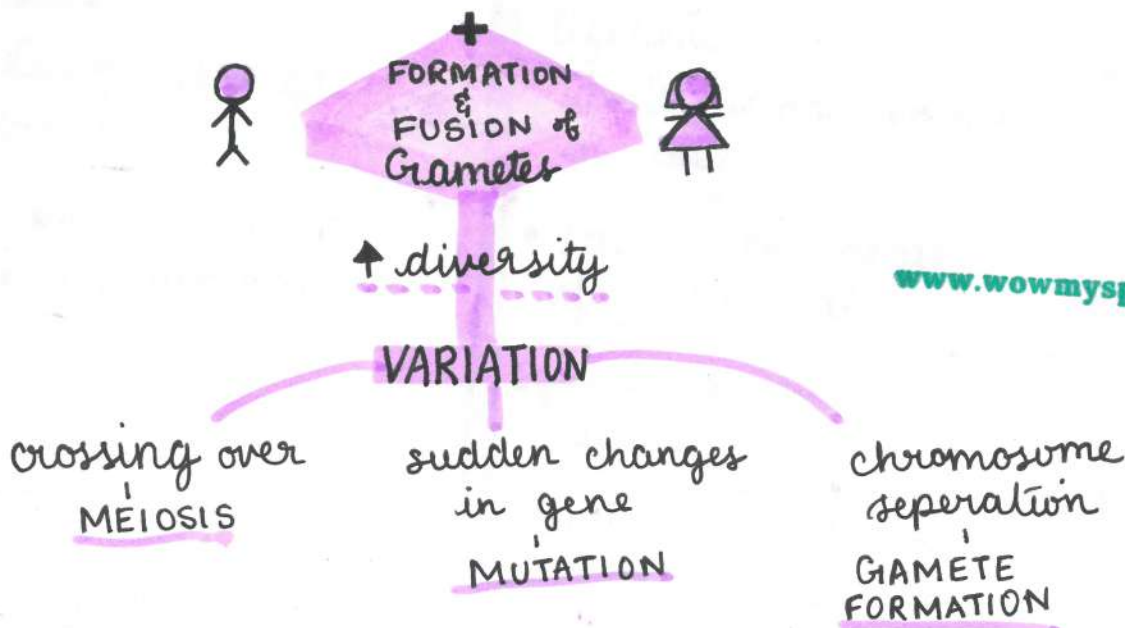 +
FORMATION
&
FUSION of
Gametes
↑ diversity
www.wowmysp
VARIATION
crossing over
MEIOSIS
sudden changes
in gene
MUTATION
chromosome
seperation
GAMETE
FORMATION